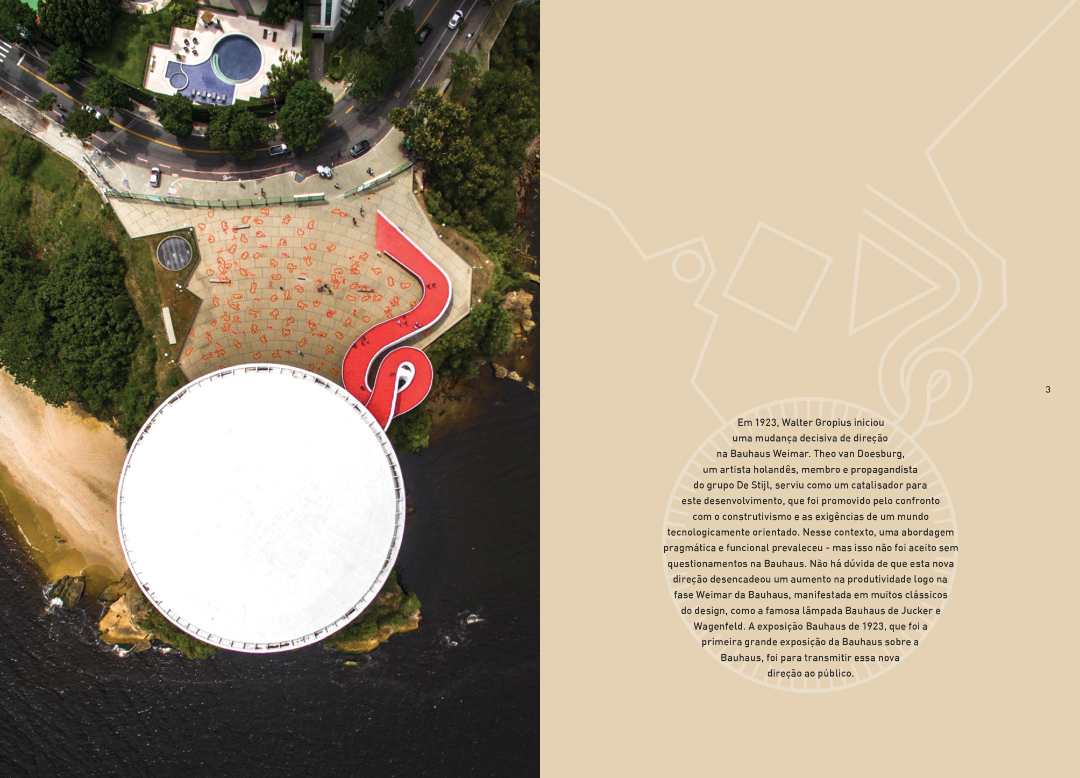 3
Em 1923, Walter Gropius iniciou
uma mudança decisiva de direção
na Bauhaus Weimar. Theo van Doesburg,
um artista holandês, membro e propagandista
do grupo De Stijl, serviu como um catalisador para
este desenvolvimento, que foi promovido pelo confronto
com o construtivismo e as exigências de um mundo
tecnologicamente orientado. Nesse contexto, uma abordagem
pragmática e funcional prevaleceu - mas isso não foi aceito sem
questionamentos na Bauhaus. Não há dúvida de que esta nova
direção desencadeou um aumento na produtividade logo na
fase Weimar da Bauhaus, manifestada em muitos clássicos
do design, como a famosa lâmpada Bauhaus de Jucker e
Wagenfeld. A exposição Bauhaus de 1923, que foi a
primeira grande exposição da Bauhaus sobre a
Bauhaus, foi para transmitir essa nova
direção ao público.